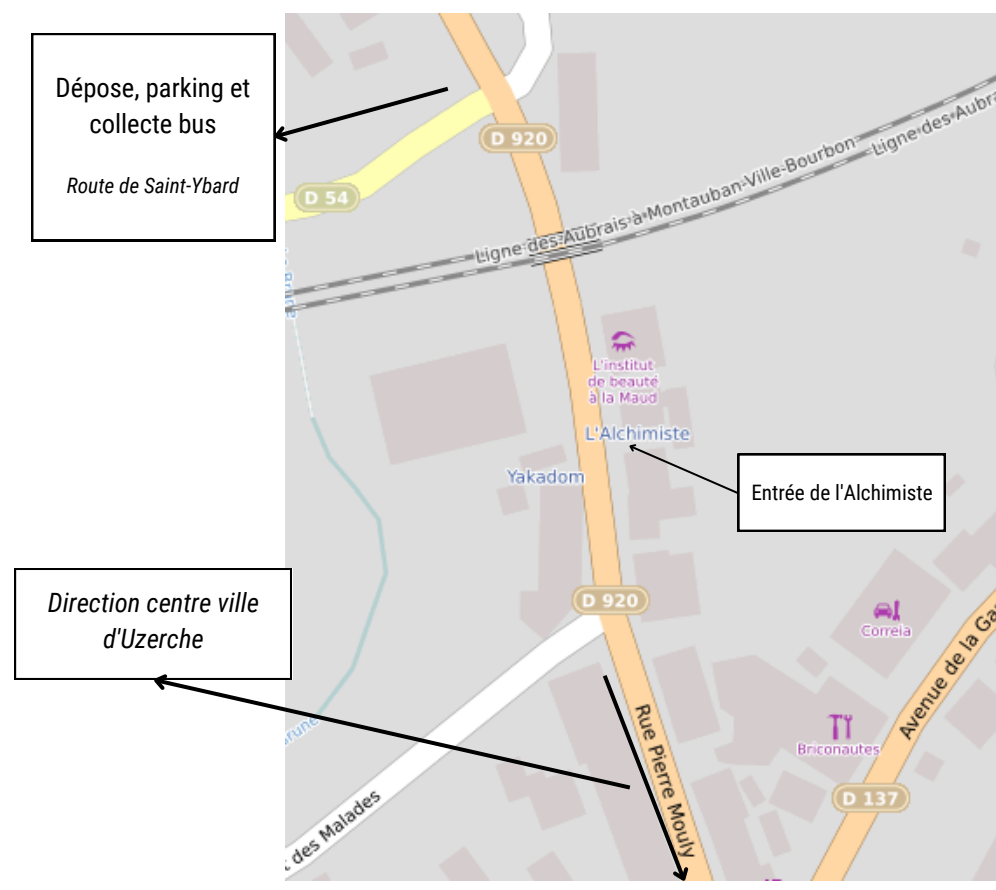 Dépose, parking et
collecte bus
Route de Saint-Ybard
D 920
D 54
Ligne des Aubrais à Montauban-Ville-Bourbon
Ligne des Aubra
L'institut
de beauté
à la Maud
L'Alchimiste
Yakadom
Entrée de l'Alchimiste
Direction centre ville
d'Uzerche
D 920
Correia
Rue Pierre Mouly
Avenue de la Ga
Briconautes
D 137
des Malades